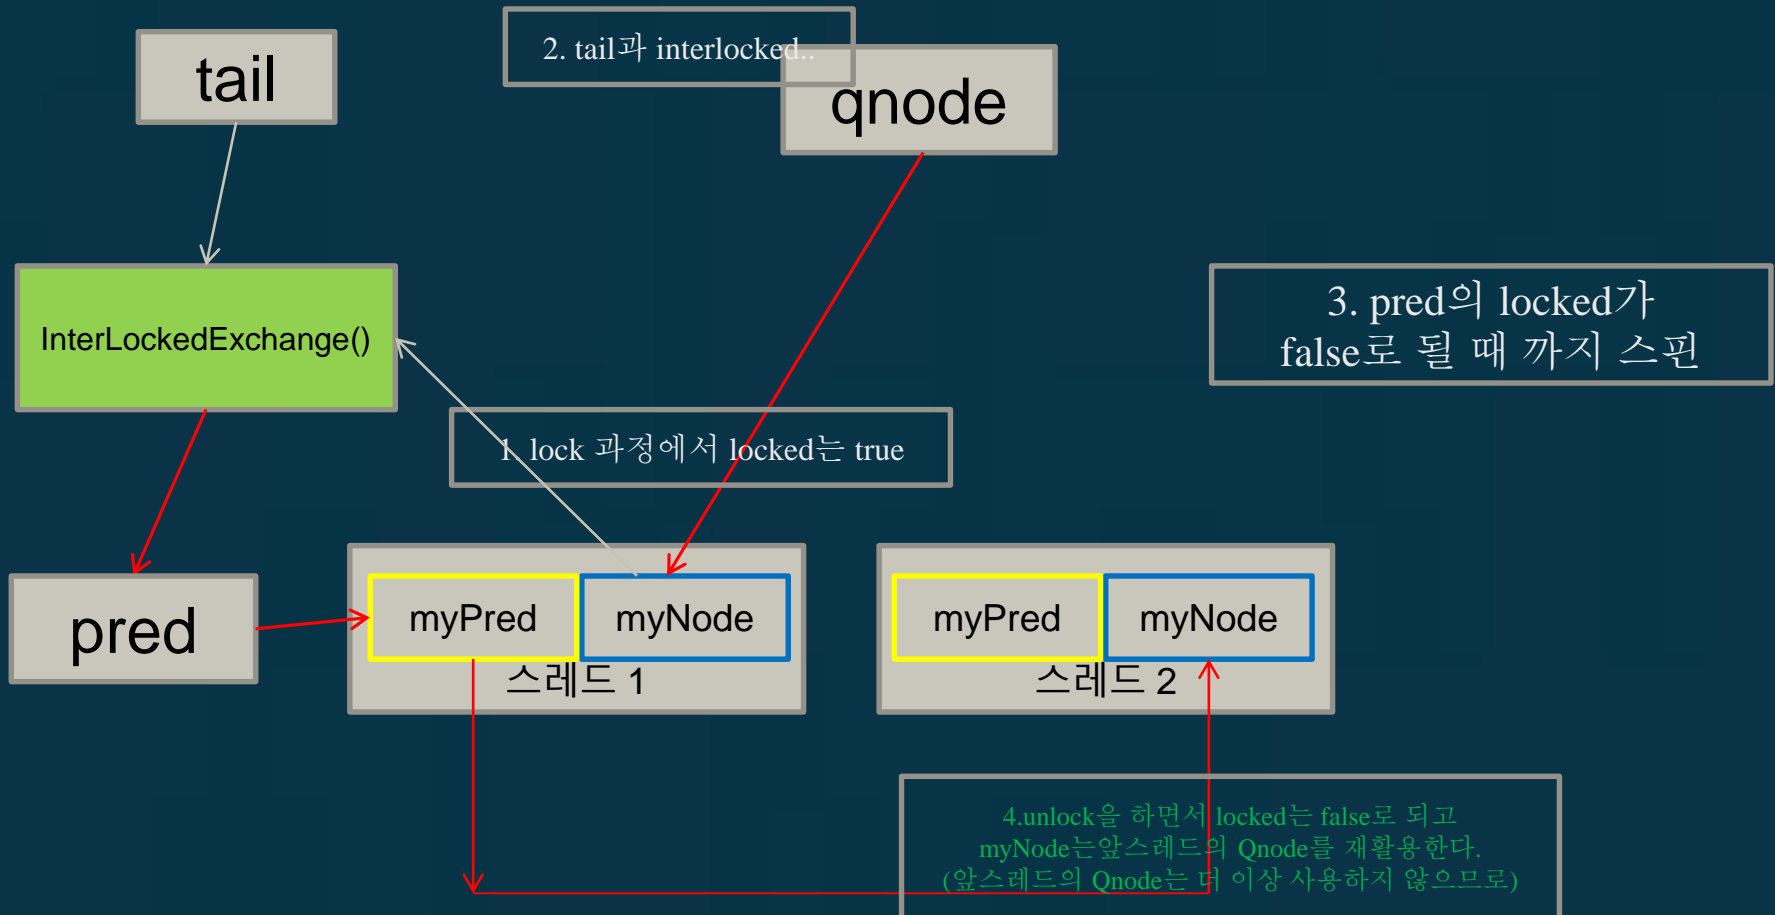 2. tail과 interlocked..
tail
qnode
InterLockedExchange()
3. pred의 locked가
false로 될 때 까지 스핀
1. lock 과정에서 locked는 true
pred
myPred
myNode
스레드 1
myPred
myNode
스레드 2
4.unlock을 하면서 locked는 false로 되고
myNode는앞스레드의 Qnode를 재활용한다.
(앞스레드의 Qnode는 더 이상 사용하지 않으므로)